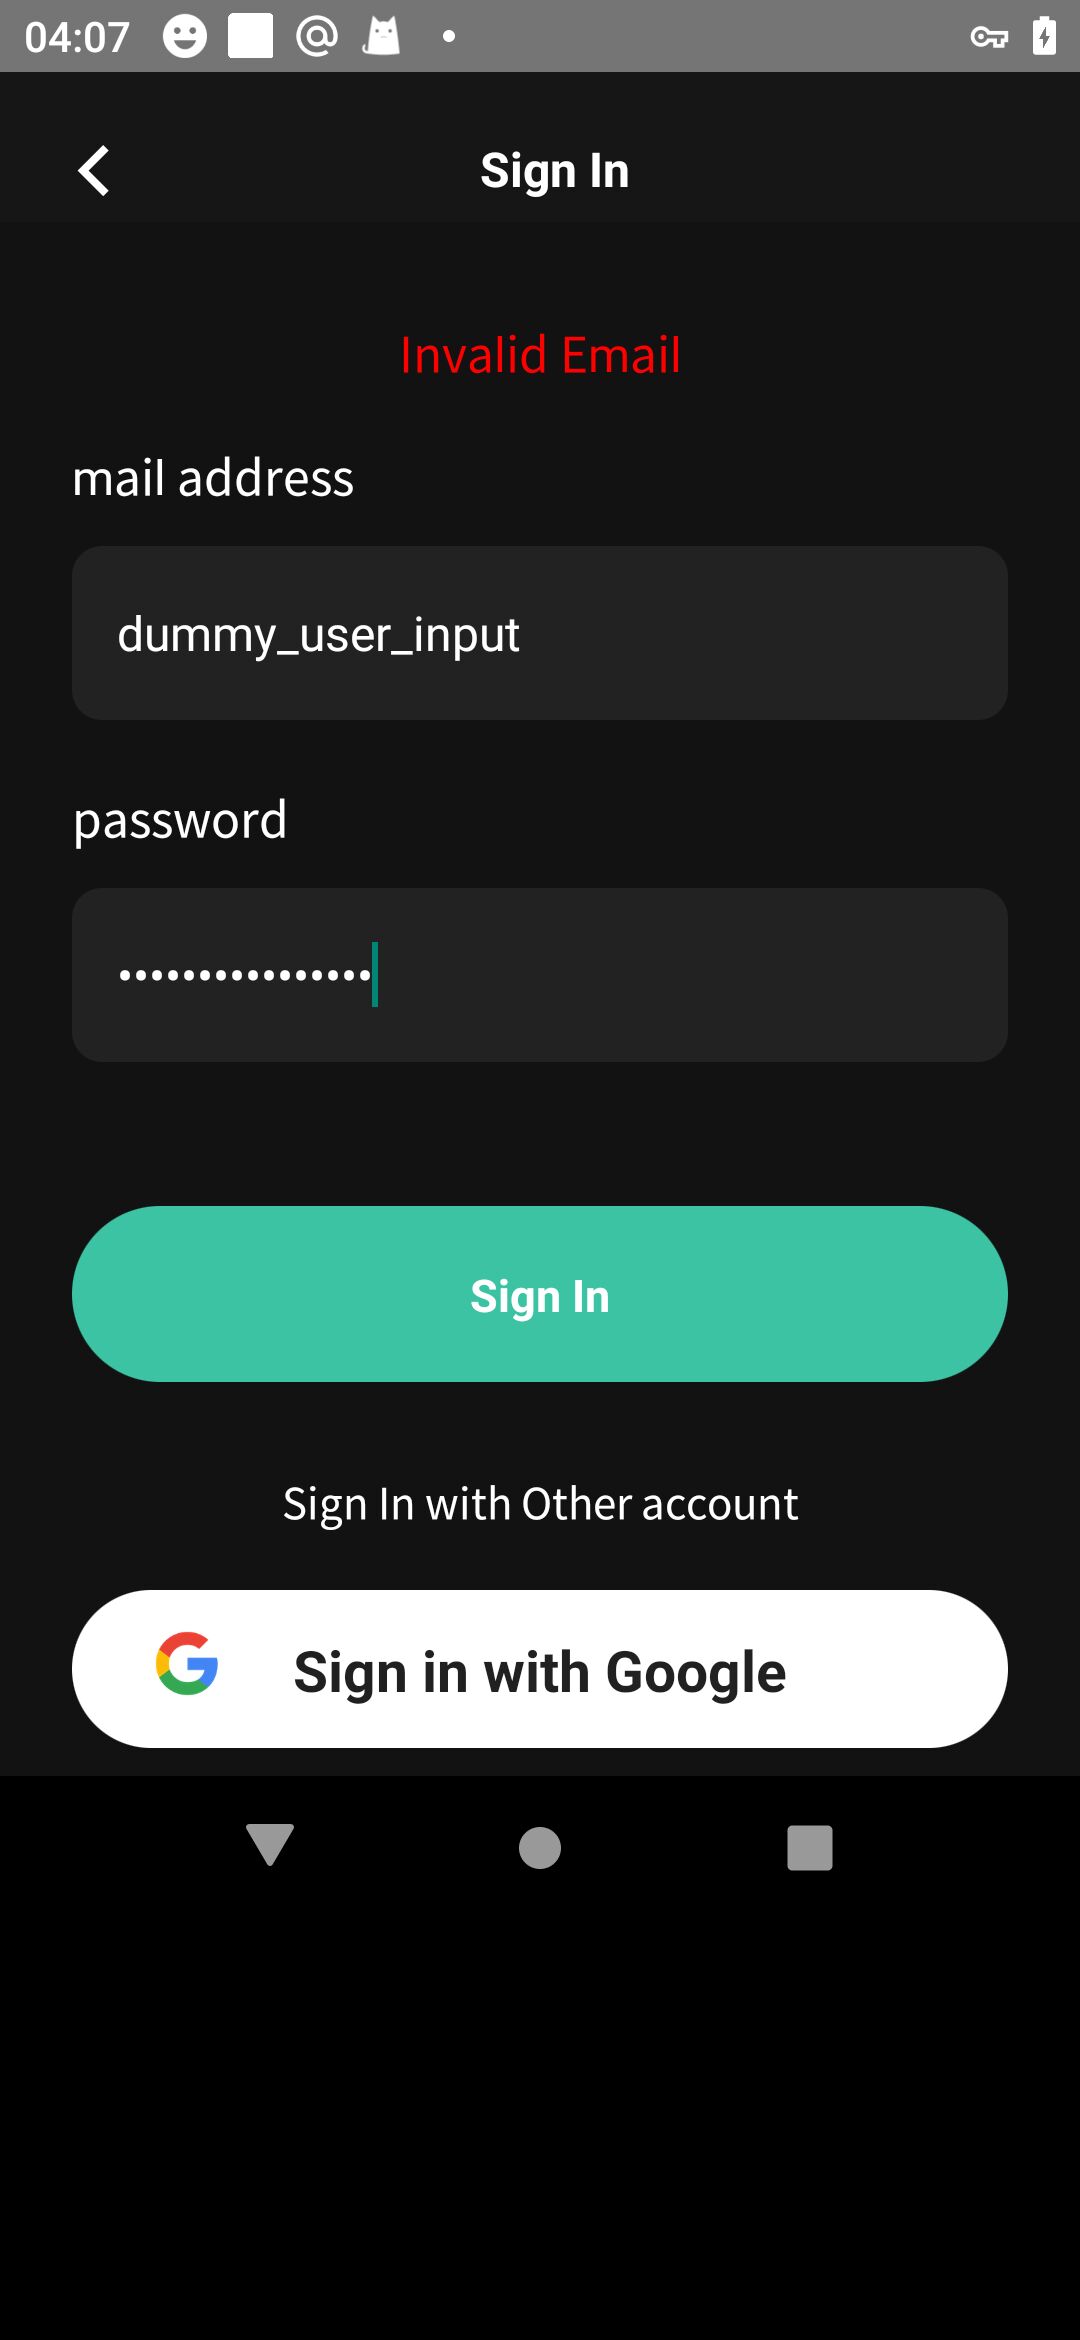 04:07
Sign In
Invalid Email
mail address
dummy_user_input
password
••••••••••••••••
Sign In
Sign In with Other account
Sign in with Google